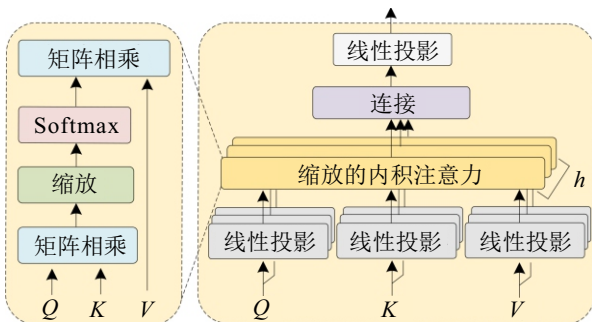 矩阵相乘
Softmax
缩放
矩阵相乘
Q K V
线性投影
连接
缩放的内积注意力
h
线性投影 线性投影 线性投影
Q K V